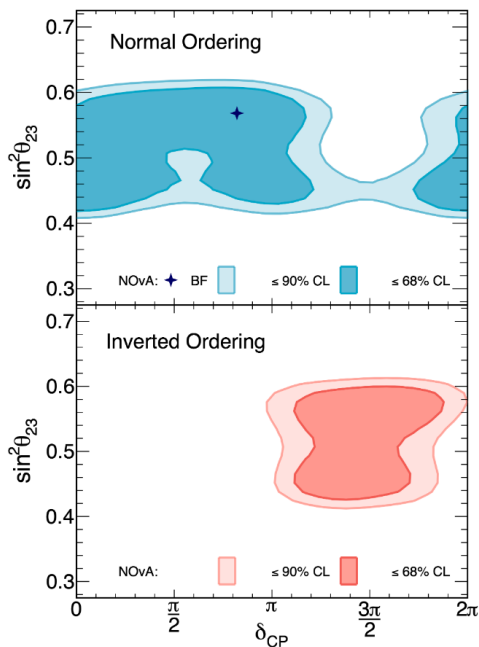 Normal Ordering
0.7
0.6
0.5
0.4
0.3
sin²θ₂₃
NOvA: BF ≤ 90% CL ≤ 68% CL
Inverted Ordering
0.7
0.6
0.5
0.4
0.3
sin²θ₂₃
NOvA: ≤ 90% CL ≤ 68% CL
0 π/2 π 3π/2 2π
δCP